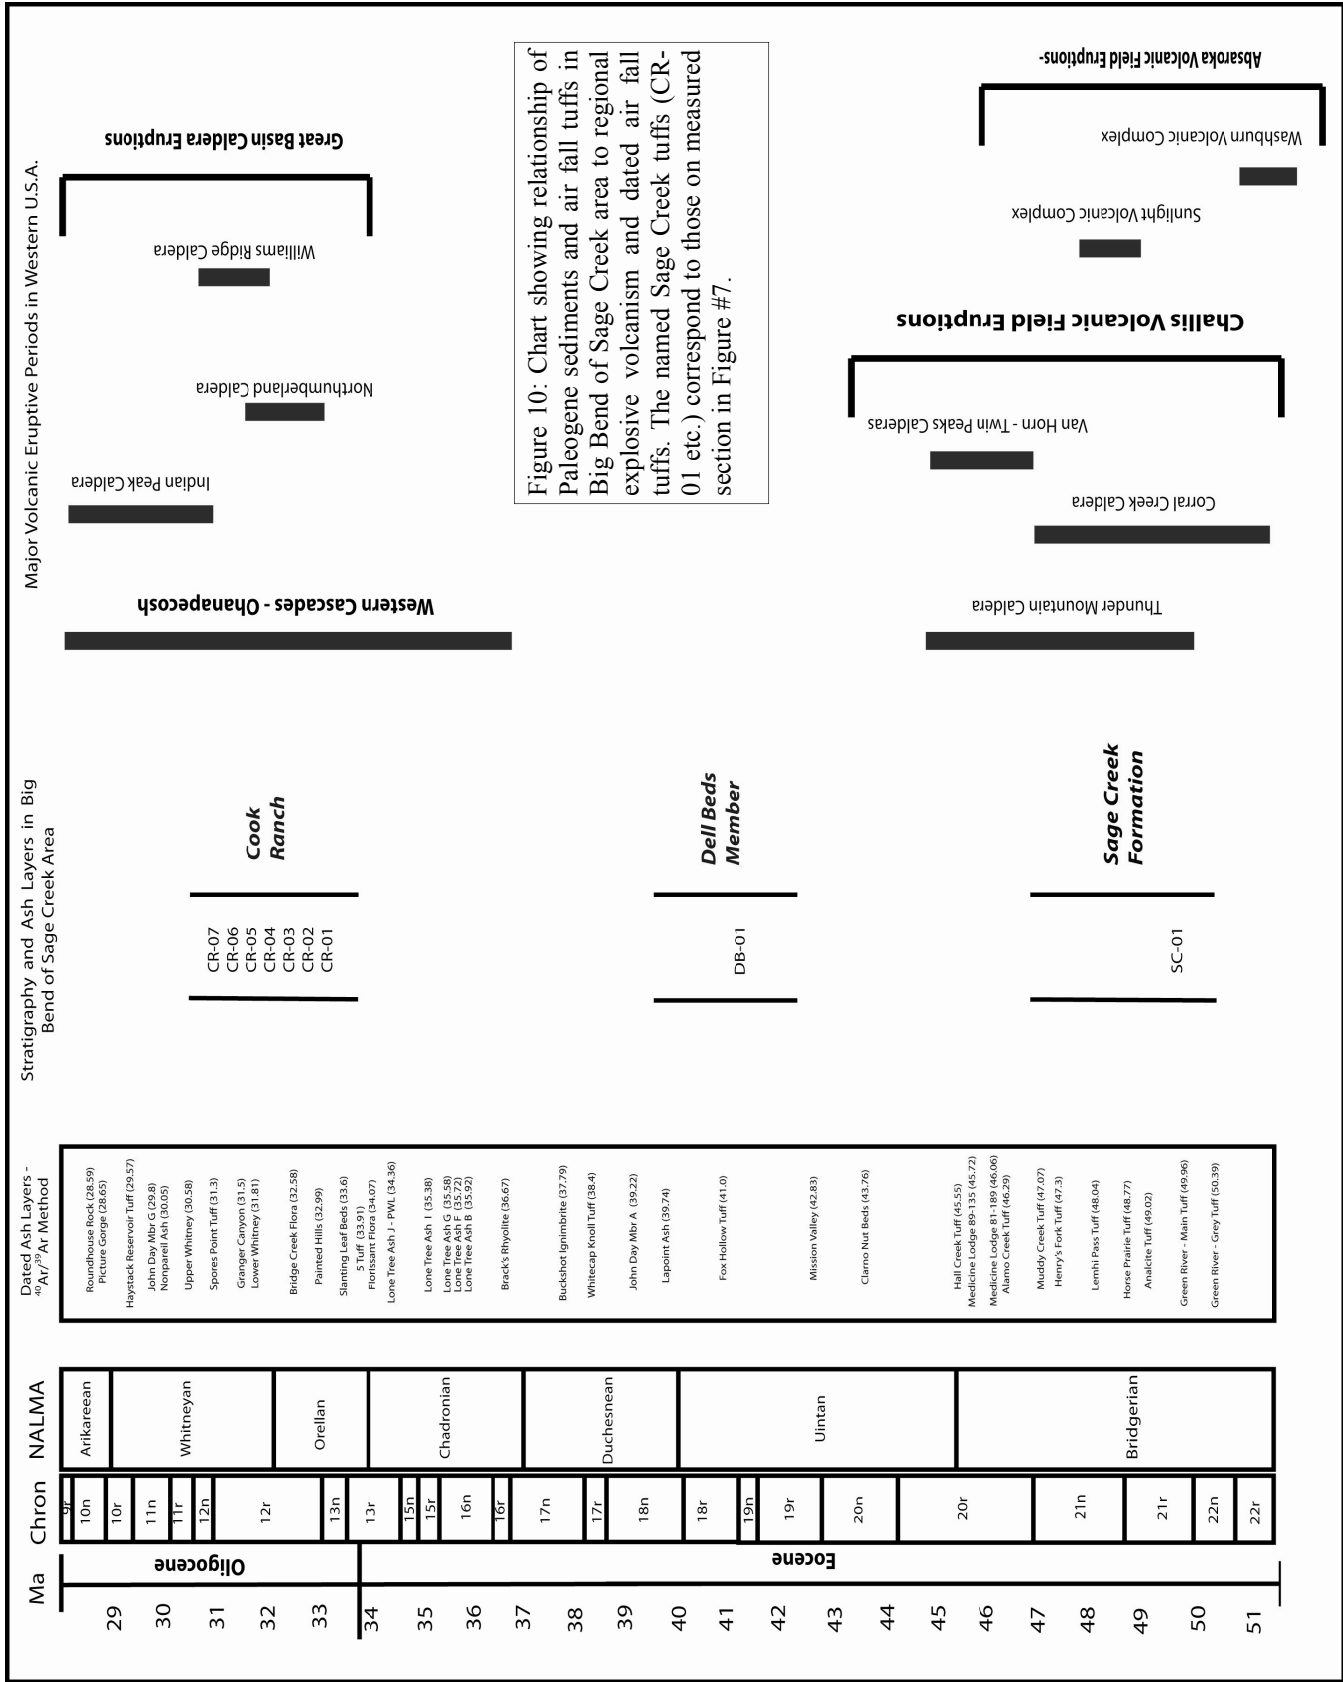 Ma
Chron
NALMA
Dated Ash Layers -
⁴⁰Ar/³⁹Ar Method
Stratigraphy and Ash Layers in Big
Bend of Sage Creek Area
Major Volcanic Eruptive Periods in Western U.S.A.
29
30
31
32
33
34
35
36
37
38
39
40
41
42
43
44
45
46
47
48
49
50
51
Oligocene
Eocene
9r
10n
10r
11n
11r
12n
12r
13n
13r
15n
15r
16n
16r
17n
17r
18n
18r
19n
19r
20n
20r
21n
21r
22n
22r
Arikareean
Whitneyan
Orellan
Chadronian
Duchesnean
Uintan
Bridgerian
Roundhouse Rock (28.59)
Picture Gorge (28.65)
Haystack Reservoir Tuff (29.57)
John Day Mbr G (29.8)
Nonpareil Ash (30.05)
Upper Whitney (30.58)
Spores Point Tuff (31.3)
Granger Canyon (31.5)
Lower Whitney (31.81)
Bridge Creek Flora (32.58)
Painted Hills (32.99)
Slanting Leaf Beds (33.6)
5 Tuff (33.91)
Florissant Flora (34.07)
Lone Tree Ash J - PWL (34.36)
Lone Tree Ash I (35.38)
Lone Tree Ash G (35.58)
Lone Tree Ash F (35.72)
Lone Tree Ash B (35.92)
Brack's Rhyolite (36.67)
Buckshot Ignimbrite (37.79)
Whitecap Knoll Tuff (38.4)
John Day Mbr A (39.22)
Lapoint Ash (39.74)
Fox Hollow Tuff (41.0)
Mission Valley (42.83)
Clarno Nut Beds (43.76)
Hall Creek Tuff (45.55)
Medicine Lodge 89-135 (45.72)
Medicine Lodge 81-189 (46.06)
Alamo Creek Tuff (46.29)
Muddy Creek Tuff (47.07)
Henry's Fork Tuff (47.3)
Lemhi Pass Tuff (48.04)
Horse Prairie Tuff (48.77)
Analcite Tuff (49.02)
Green River - Main Tuff (49.96)
Green River - Grey Tuff (50.39)
CR-07
CR-06
CR-05
CR-04
CR-03
CR-02
CR-01
Cook
Ranch
DB-01
Dell Beds
Member
SC-01
Sage Creek
Formation
Western Cascades - Ohanapecosh
Indian Peak Caldera
Northumberland Caldera
Williams Ridge Caldera
Great Basin Caldera Eruptions
Thunder Mountain Caldera
Corral Creek Caldera
Van Horn - Twin Peaks Calderas
Challis Volcanic Field Eruptions
Sunlight Volcanic Complex
Washburn Volcanic Complex
Absaroka Volcanic Field Eruptions-
Figure 10: Chart showing relationship of
Paleogene sediments and air fall tuffs in
Big Bend of Sage Creek area to regional
explosive volcanism and dated air fall
tuffs. The named Sage Creek tuffs (CR-
01 etc.) correspond to those on measured
section in Figure #7.